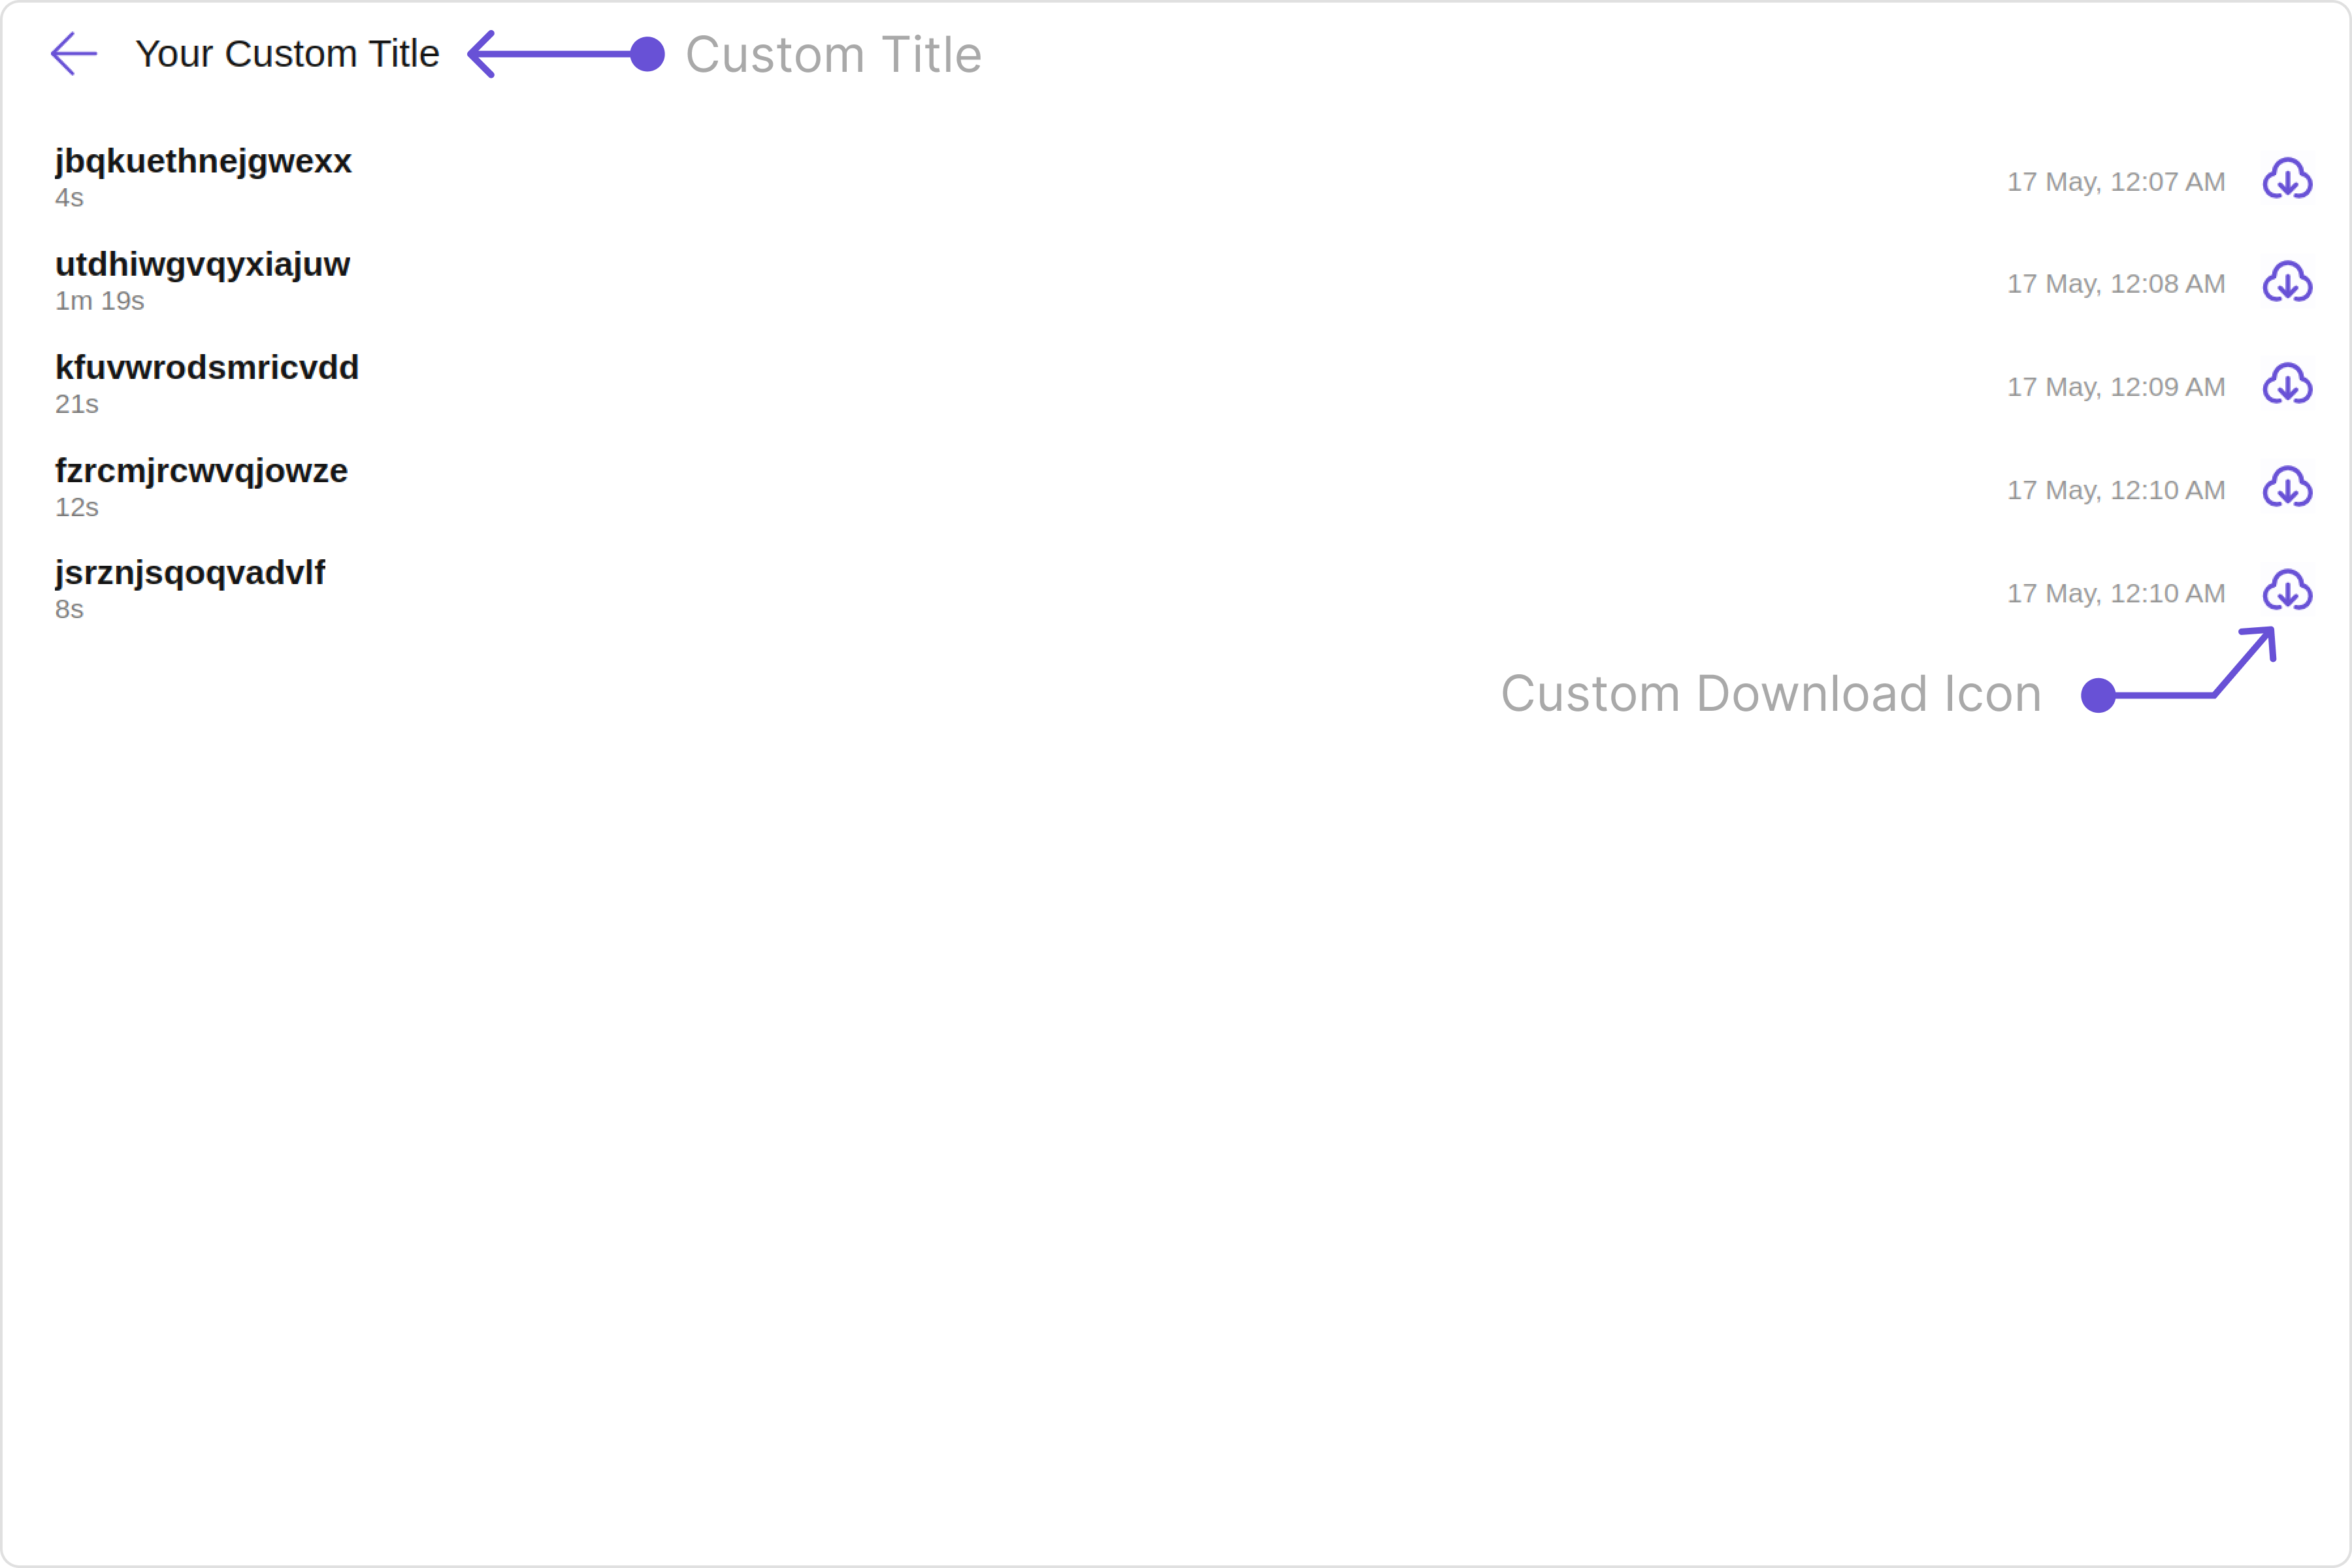 Your Custom Title
Custom Title
jbqkuethnejgwexx
4s
17 May, 12:07 AM
utdhiwgvqyxiajuw
1m 19s
17 May, 12:08 AM
kfuvwrodsmricvdd
21s
17 May, 12:09 AM
fzrcmjrcwvqjowze
12s
17 May, 12:10 AM
jsrznjsqoqvadvlf
8s
17 May, 12:10 AM
Custom Download Icon